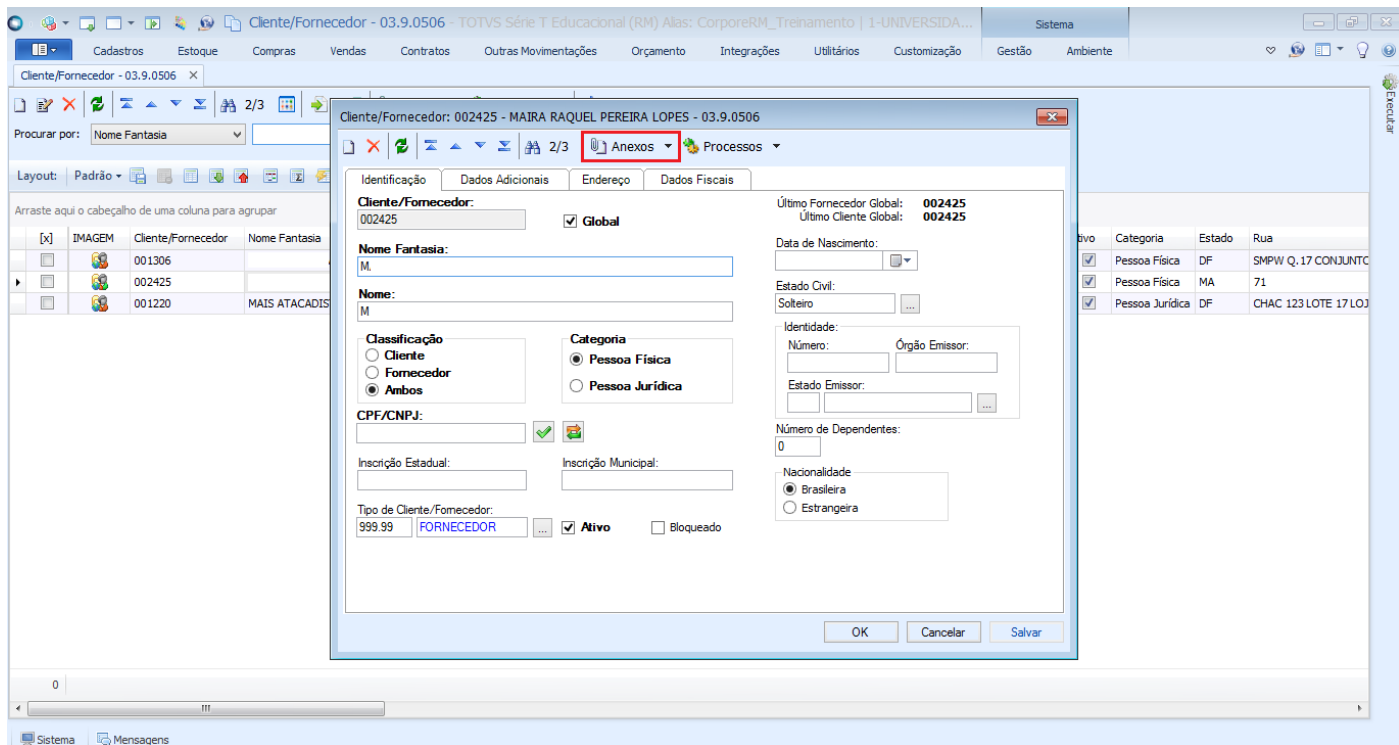 Cliente/Fornecedor - 03.9.0506 - TOTVS Série T Educacional (RM) Alias: CorporeRM_Treinamento | 1-UNIVERSIDA...
Sistema
Cadastros Estoque Compras Vendas Contratos Outras Movimentações Orçamento Integrações Utilitários Customização Gestão Ambiente
Cliente/Fornecedor - 03.9.0506
Executar
2/3
Procurar por: Nome Fantasia
Layout: Padrão
Arraste aqui o cabeçalho de uma coluna para agrupar
[x] IMAGEM Cliente/Fornecedor Nome Fantasia tivo Categoria Estado Rua
001306 Pessoa Física DF SMPW Q.17 CONJUNTO
002425 Pessoa Física MA 71
001220 MAIS ATACADIS Pessoa Jurídica DF CHAC 123 LOTE 17 LOJ
Cliente/Fornecedor: 002425 - MAIRA RAQUEL PEREIRA LOPES - 03.9.0506
2/3 Anexos Processos
Identificação Dados Adicionais Endereço Dados Fiscais
Cliente/Fornecedor:
002425
Global
Último Fornecedor Global: 002425
Último Cliente Global: 002425
Nome Fantasia:
M.
Data de Nascimento:
Nome:
M
Estado Civil:
Solteiro
...
Classificação
Cliente
Fornecedor
Ambos
Categoria
Pessoa Física
Pessoa Jurídica
Identidade:
Número: Órgão Emissor:
Estado Emissor:
...
CPF/CNPJ:
Número de Dependentes:
0
Inscrição Estadual: Inscrição Municipal:
Nacionalidade
Brasileira
Estrangeira
Tipo de Cliente/Fornecedor:
999.99 FORNECEDOR ... Ativo Bloqueado
OK Cancelar Salvar
0
Sistema Mensagens